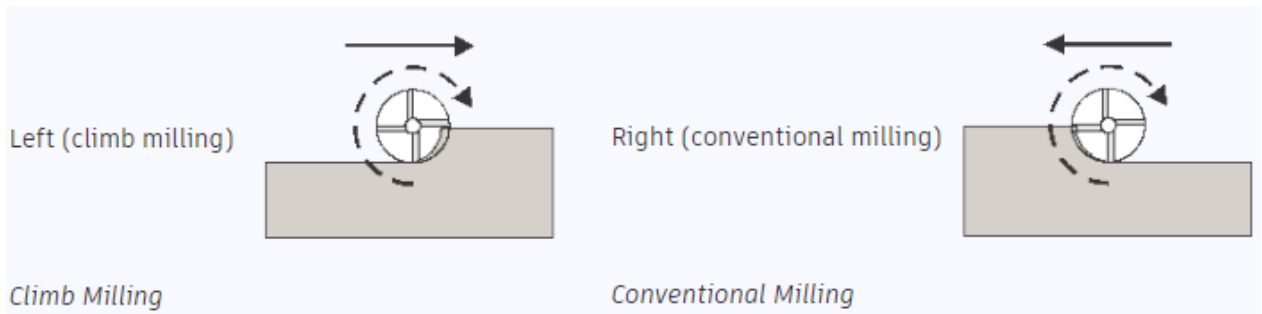 Left (climb milling)
Right (conventional milling)
Climb Milling
Conventional Milling